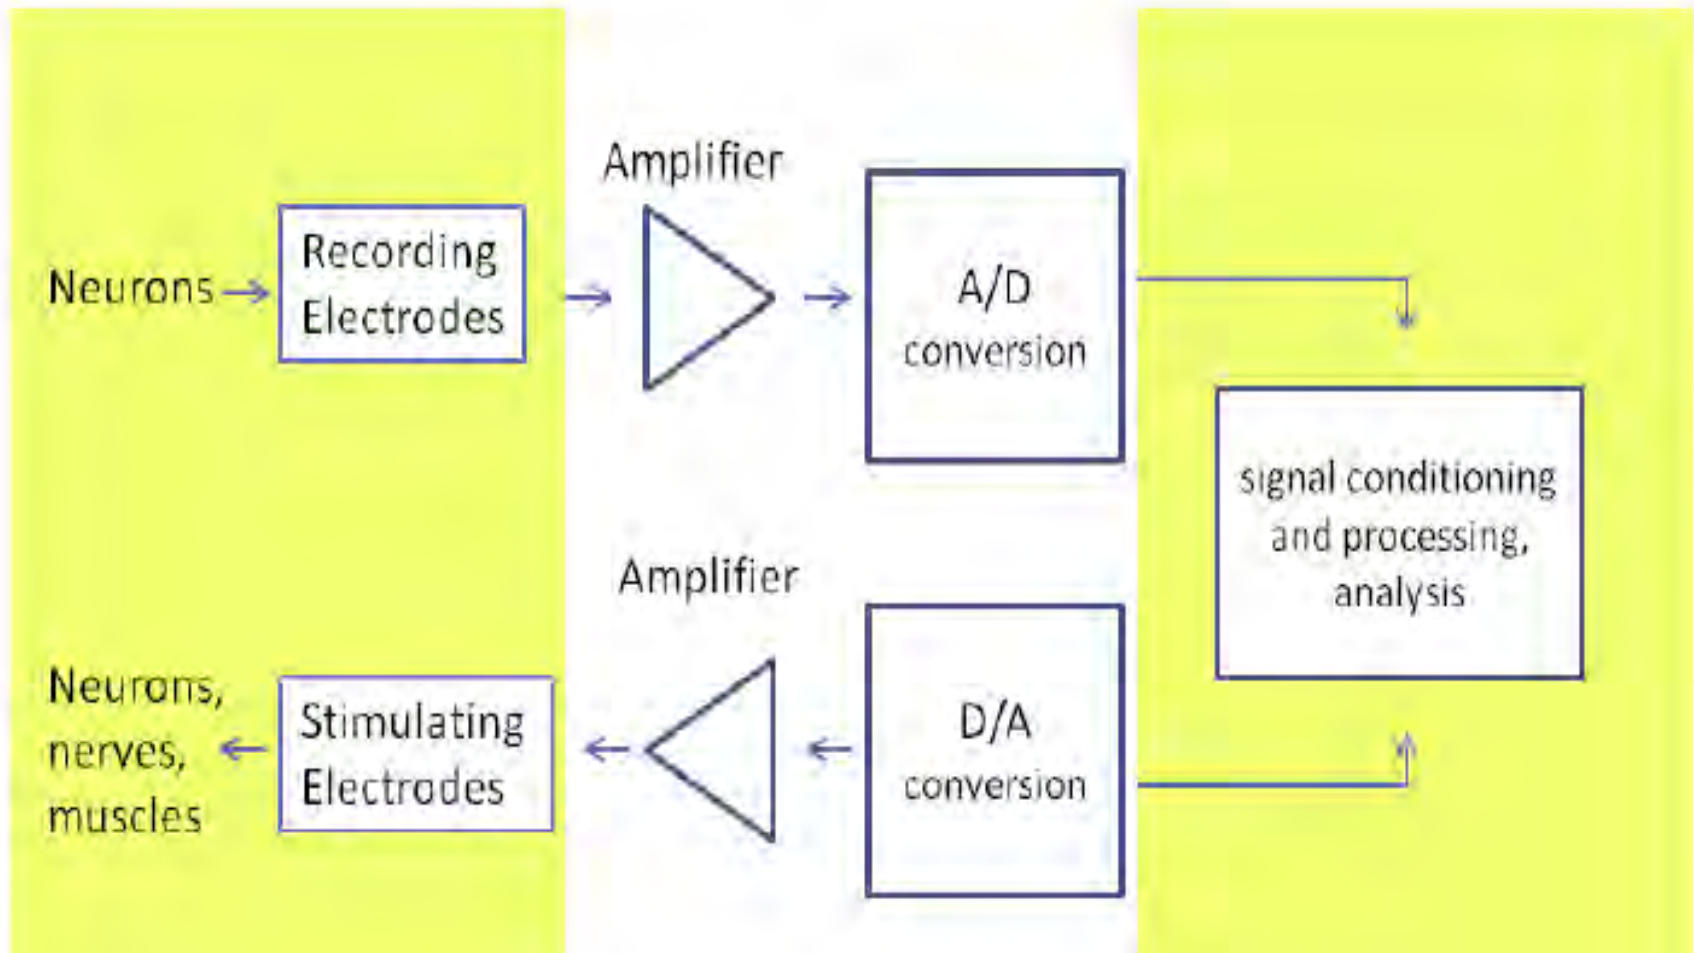 Amplifier
Neurons
Recording
Electrodes
A/D
conversion
signal conditioning
and processing,
analysis
Amplifier
Neurons,
nerves,
muscles
Stimulating
Electrodes
D/A
conversion